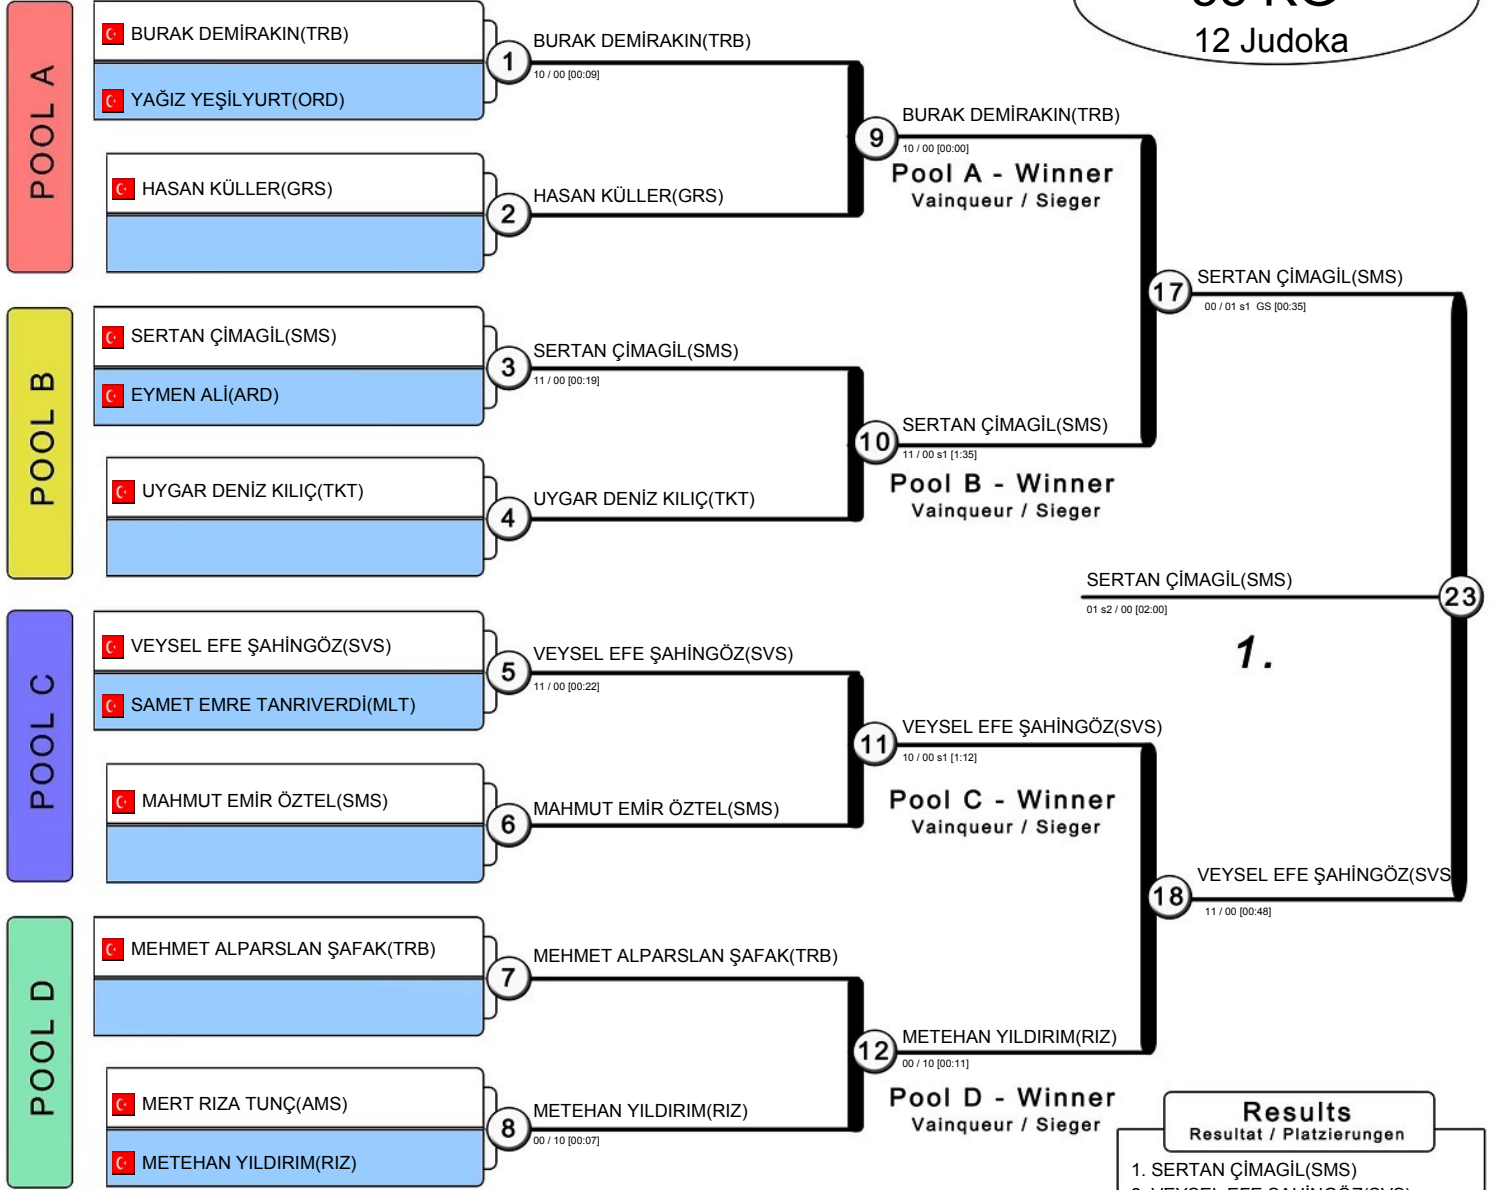 12 Judoka
POOL A
BURAK DEMİRAKIN(TRB)
YAĞIZ YEŞİLYURT(ORD)
1
BURAK DEMİRAKIN(TRB)
10 / 00 [00:09]
HASAN KÜLLER(GRS)
2
HASAN KÜLLER(GRS)
9
BURAK DEMİRAKIN(TRB)
10 / 00 [00:00]
Pool A - Winner
Vainqueur / Sieger
POOL B
SERTAN ÇİMAGİL(SMS)
EYMEN ALİ(ARD)
3
SERTAN ÇİMAGİL(SMS)
11 / 00 [00:19]
UYGAR DENİZ KILIÇ(TKT)
4
UYGAR DENİZ KILIÇ(TKT)
10
SERTAN ÇİMAGİL(SMS)
11 / 00 s1 [1:35]
Pool B - Winner
Vainqueur / Sieger
17
SERTAN ÇİMAGİL(SMS)
00 / 01 s1 GS [00:35]
POOL C
VEYSEL EFE ŞAHİNGÖZ(SVS)
SAMET EMRE TANRIVERDİ(MLT)
5
VEYSEL EFE ŞAHİNGÖZ(SVS)
11 / 00 [00:22]
MAHMUT EMİR ÖZTEL(SMS)
6
MAHMUT EMİR ÖZTEL(SMS)
11
VEYSEL EFE ŞAHİNGÖZ(SVS)
10 / 00 s1 [1:12]
Pool C - Winner
Vainqueur / Sieger
POOL D
MEHMET ALPARSLAN ŞAFAK(TRB)
7
MEHMET ALPARSLAN ŞAFAK(TRB)
MERT RIZA TUNÇ(AMS)
METEHAN YILDIRIM(RIZ)
8
METEHAN YILDIRIM(RIZ)
00 / 10 [00:07]
12
METEHAN YILDIRIM(RIZ)
00 / 10 [00:11]
Pool D - Winner
Vainqueur / Sieger
18
VEYSEL EFE ŞAHİNGÖZ(SVS
11 / 00 [00:48]
SERTAN ÇİMAGİL(SMS)
01 s2 / 00 [02:00]
23
1.
Results
Resultat / Platzierungen
1. SERTAN ÇİMAGİL(SMS)